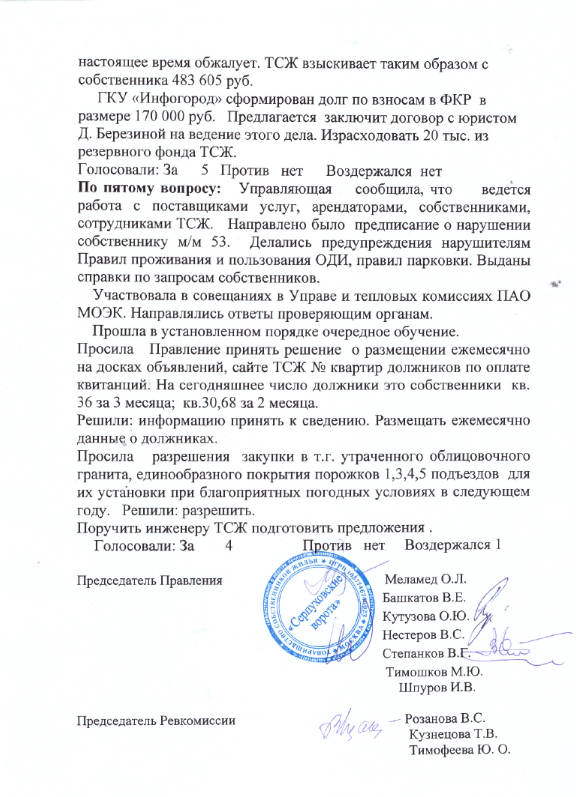 настоящее время обжалует. ТСЖ взыскивает таким образом с
собственника 483 605 руб.
ГКУ «Инфогород» сформирован долг по взносам в ФКР в
размере 170 000 руб. Предлагается заключит договор с юристом
Д. Березиной на ведение этого дела. Израсходовать 20 тыс. из
резервного фонда ТСЖ.
Голосовали: За 5 Против нет Воздержался нет
По пятому вопросу: Управляющая сообщила, что ведется
работа с поставщиками услуг, арендаторами, собственниками,
сотрудниками ТСЖ. Направлено было предписание о нарушении
собственнику м/м 53. Делались предупреждения нарушителям
Правил проживания и пользования ОДИ, правил парковки. Выданы
справки по запросам собственников.
Участвовала в совещаниях в Управе и тепловых комиссиях ПАО
МОЭК. Направлялись ответы проверяющим органам.
Прошла в установленном порядке очередное обучение.
Просила Правление принять решение о размещении ежемесячно
на досках объявлений, сайте ТСЖ № квартир должников по оплате
квитанций. На сегодняшнее число должники это собственники кв.
36 за 3 месяца; кв.30,68 за 2 месяца.
Решили: информацию принять к сведению. Размещать ежемесячно
данные о должниках.
Просила разрешения закупки в т.г. утраченного облицовочного
гранита, единообразного покрытия порожков 1,3,4,5 подъездов для
их установки при благоприятных погодных условиях в следующем
году. Решили: разрешить.
Поручить инженеру ТСЖ подготовить предложения .
Голосовали: За 4 Против нет Воздержался 1
Председатель Правления Меламед О.Л.
Башкатов В.Е.
Кутузова О.Ю.
Нестеров В.С.
Степанков В.Г.
Тимошков М.Ю.
Шпуров И.В.
ТОВАРИЩЕСТВО СОБСТВЕННИКОВ ЖИЛЬЯ
МОСКВА
«Серпуховские
ворота»
Председатель Ревкомиссии Розанова В.С.
Кузнецова Т.В.
Тимофеева Ю. О.